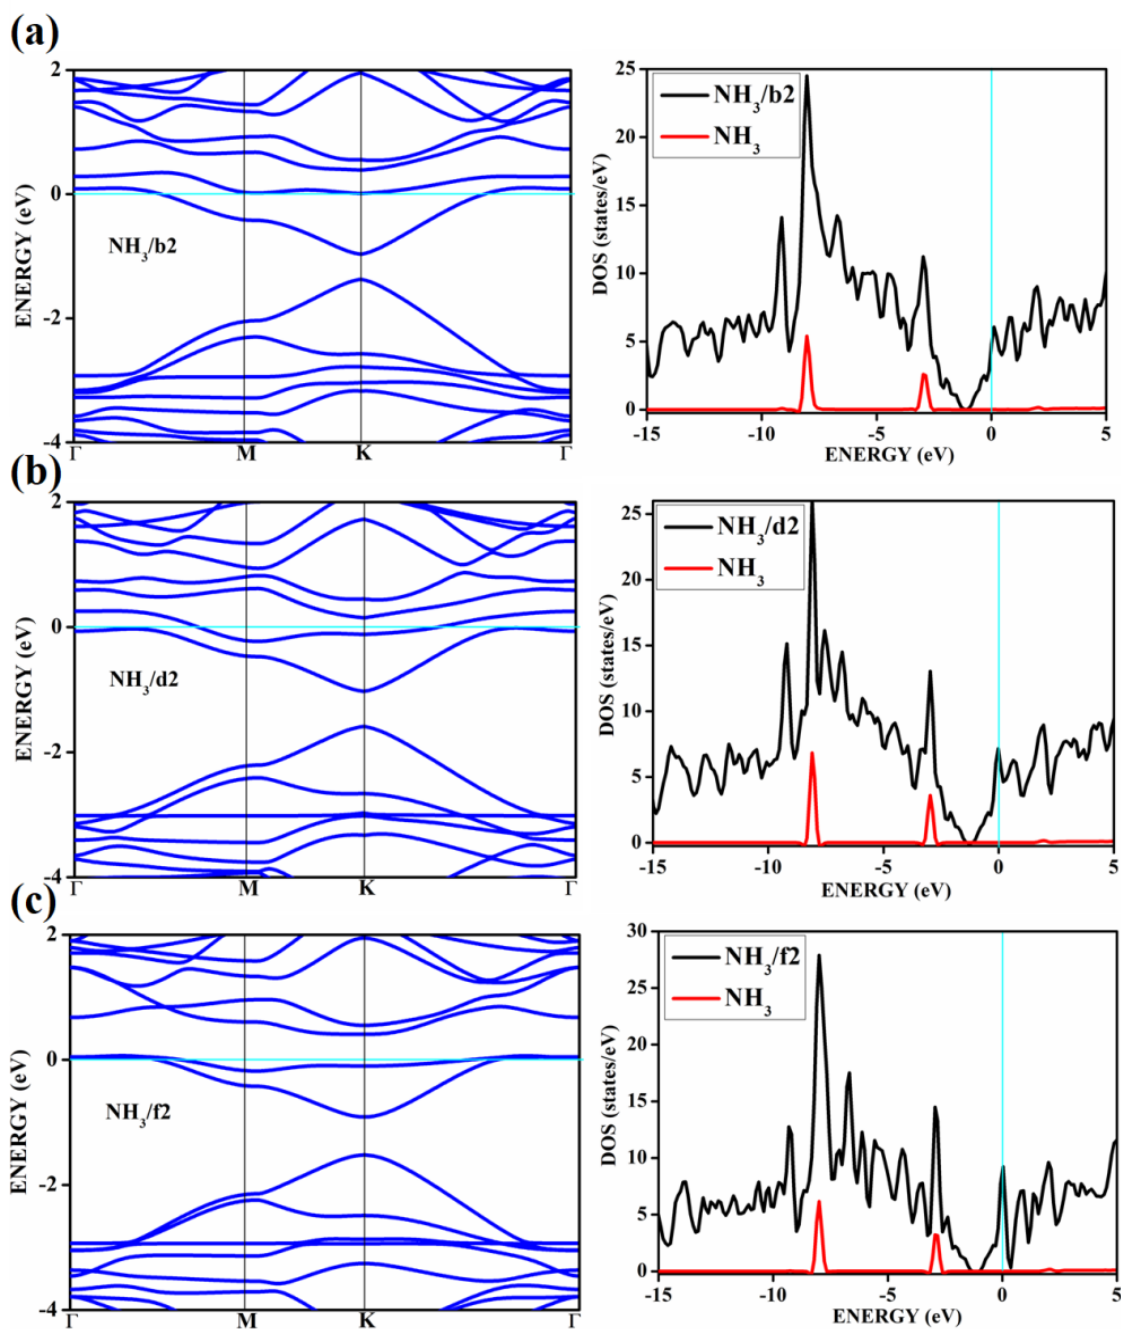 (a)
ENERGY (eV)
2
0
-2
-4
NH3/b2
Γ
M
K
Γ
DOS (states/eV)
25
20
15
10
5
0
NH3/b2
NH3
-15
-10
-5
0
5
ENERGY (eV)
(b)
ENERGY (eV)
2
0
-2
-4
NH3/d2
Γ
M
K
Γ
DOS (states/eV)
25
20
15
10
5
0
NH3/d2
NH3
-15
-10
-5
0
5
ENERGY (eV)
(c)
ENERGY (eV)
2
0
-2
-4
NH3/f2
Γ
M
K
Γ
DOS (states/eV)
30
25
20
15
10
5
0
NH3/f2
NH3
-15
-10
-5
0
5
ENERGY (eV)